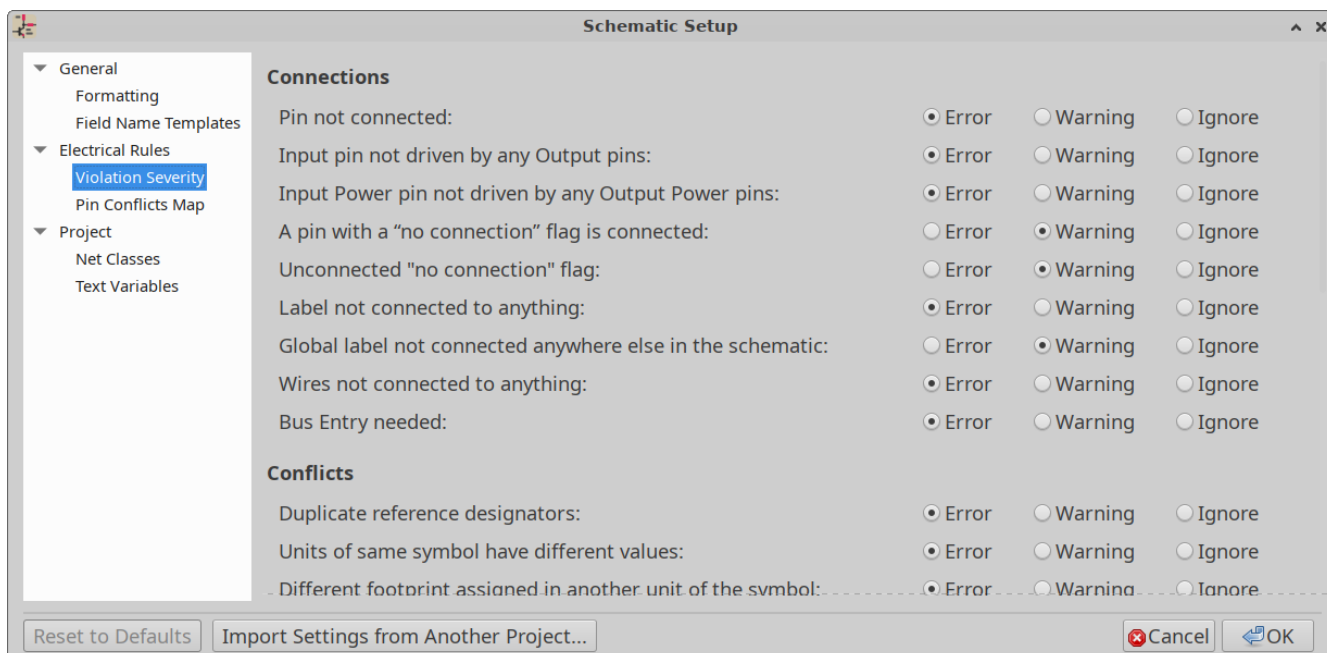 Schematic Setup
General
Formatting
Field Name Templates
Electrical Rules
Violation Severity
Pin Conflicts Map
Project
Net Classes
Text Variables
Connections
Pin not connected: Error Warning Ignore
Input pin not driven by any Output pins: Error Warning Ignore
Input Power pin not driven by any Output Power pins: Error Warning Ignore
A pin with a “no connection” flag is connected: Error Warning Ignore
Unconnected "no connection" flag: Error Warning Ignore
Label not connected to anything: Error Warning Ignore
Global label not connected anywhere else in the schematic: Error Warning Ignore
Wires not connected to anything: Error Warning Ignore
Bus Entry needed: Error Warning Ignore
Conflicts
Duplicate reference designators: Error Warning Ignore
Units of same symbol have different values: Error Warning Ignore
Different footprint assigned in another unit of the symbol: Error Warning Ignore
Reset to Defaults Import Settings from Another Project... Cancel OK